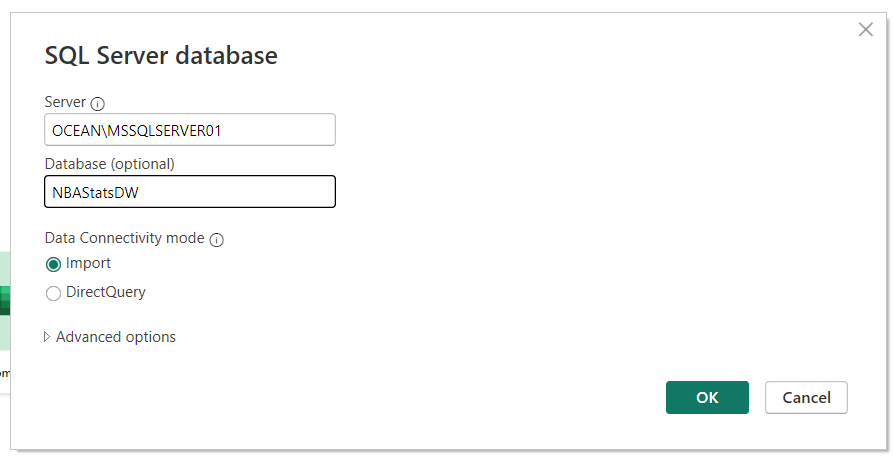 SQL Server database
Server
OCEAN\MSSQLSERVER01
Database (optional)
NBAStatsDW
Data Connectivity mode
Import
DirectQuery
Advanced options
OK
Cancel